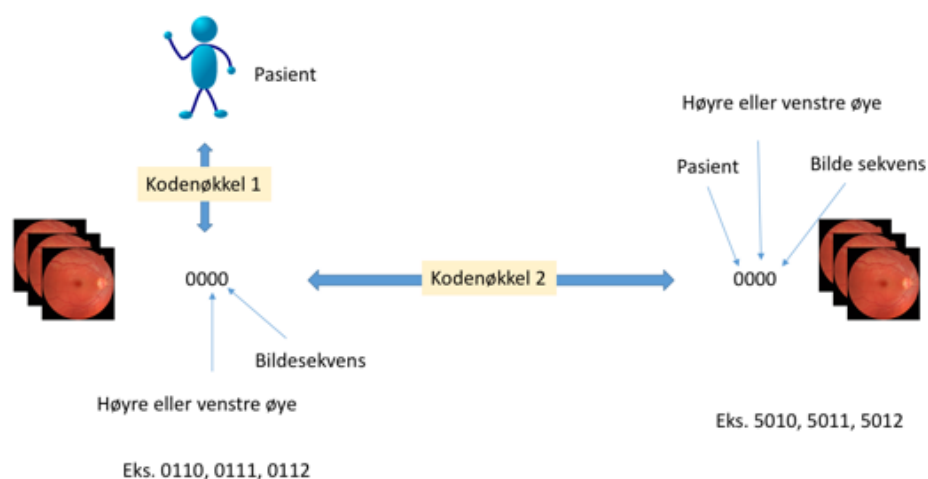 Pasient
Kodenøkkel 1
0000
Bildesekvens
Høyre eller venstre øye
Eks. 0110, 0111, 0112
Kodenøkkel 2
Høyre eller venstre øye
Pasient
Bilde sekvens
0000
Eks. 5010, 5011, 5012